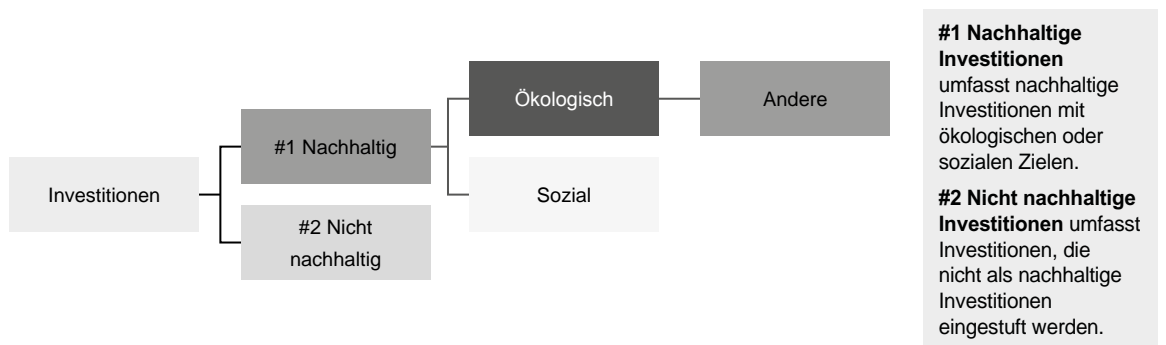 Investitionen
#1 Nachhaltig
#2 Nicht
nachhaltig
Ökologisch
Sozial
Andere
#1 Nachhaltige
Investitionen
umfasst nachhaltige
Investitionen mit
ökologischen oder
sozialen Zielen.
#2 Nicht nachhaltige
Investitionen umfasst
Investitionen, die
nicht als nachhaltige
Investitionen
eingestuft werden.